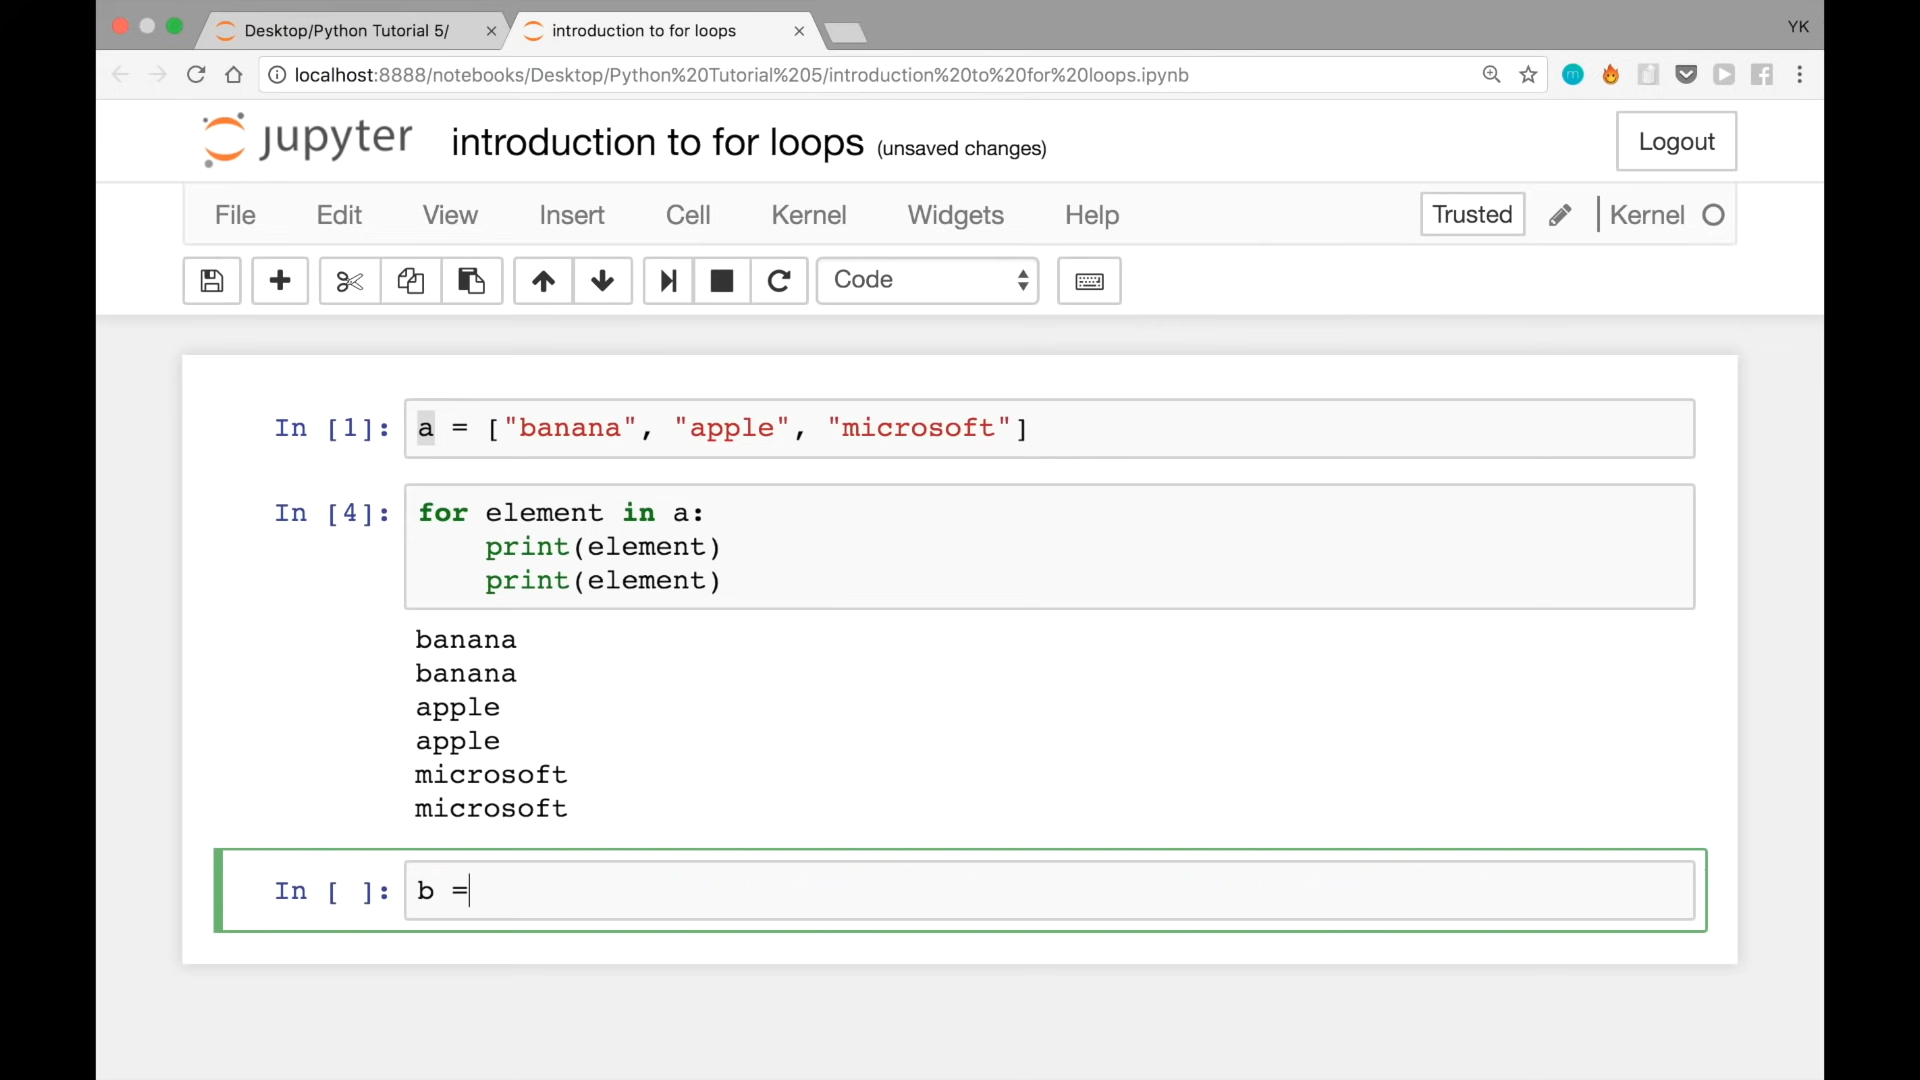 Desktop/Python Tutorial 5/
introduction to for loops
YK
localhost:8888/notebooks/Desktop/Python%20Tutorial%205/introduction%20to%20for%20loops.ipynb
m
jupyter introduction to for loops (unsaved changes)
Logout
File Edit View Insert Cell Kernel Widgets Help Trusted Kernel
Code
In [1]: a = ["banana", "apple", "microsoft"]
In [4]: for element in a:
    print(element)
    print(element)
banana
banana
apple
apple
microsoft
microsoft
In [ ]: b =